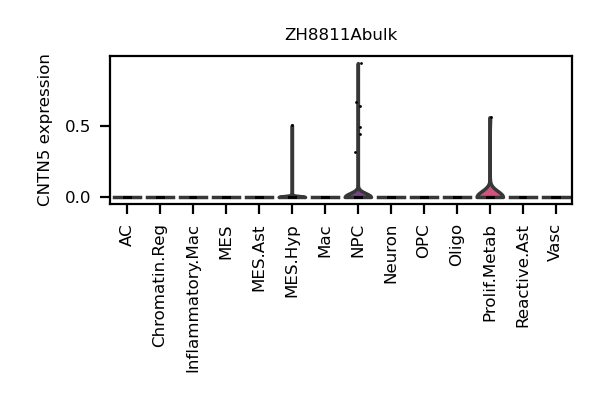 ZH8811Abulk
CNTN5 expression
0.5
0.0
AC
Chromatin.Reg
Inflammatory.Mac
MES
MES.Ast
MES.Hyp
Mac
NPC
Neuron
OPC
Oligo
Prolif.Metab
Reactive.Ast
Vasc